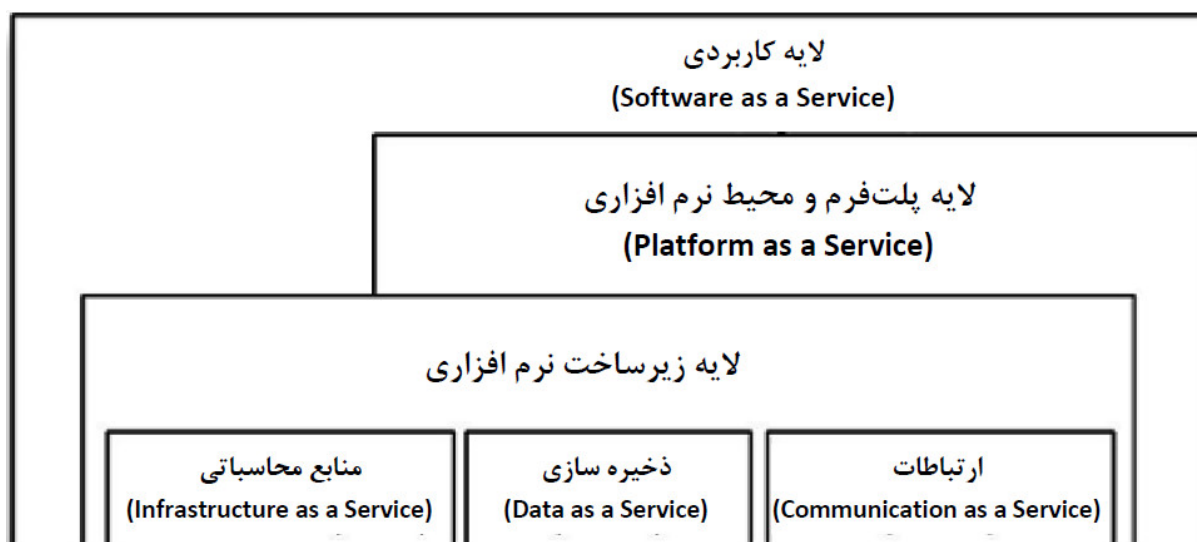 لایه کاربردی
(Software as a Service)
لایه پلت‌فرم و محیط نرم افزاری
(Platform as a Service)
لایه زیرساخت نرم افزاری
ارتباطات
(Communication as a Service)
ذخیره سازی
(Data as a Service)
منابع محاسباتی
(Infrastructure as a Service)